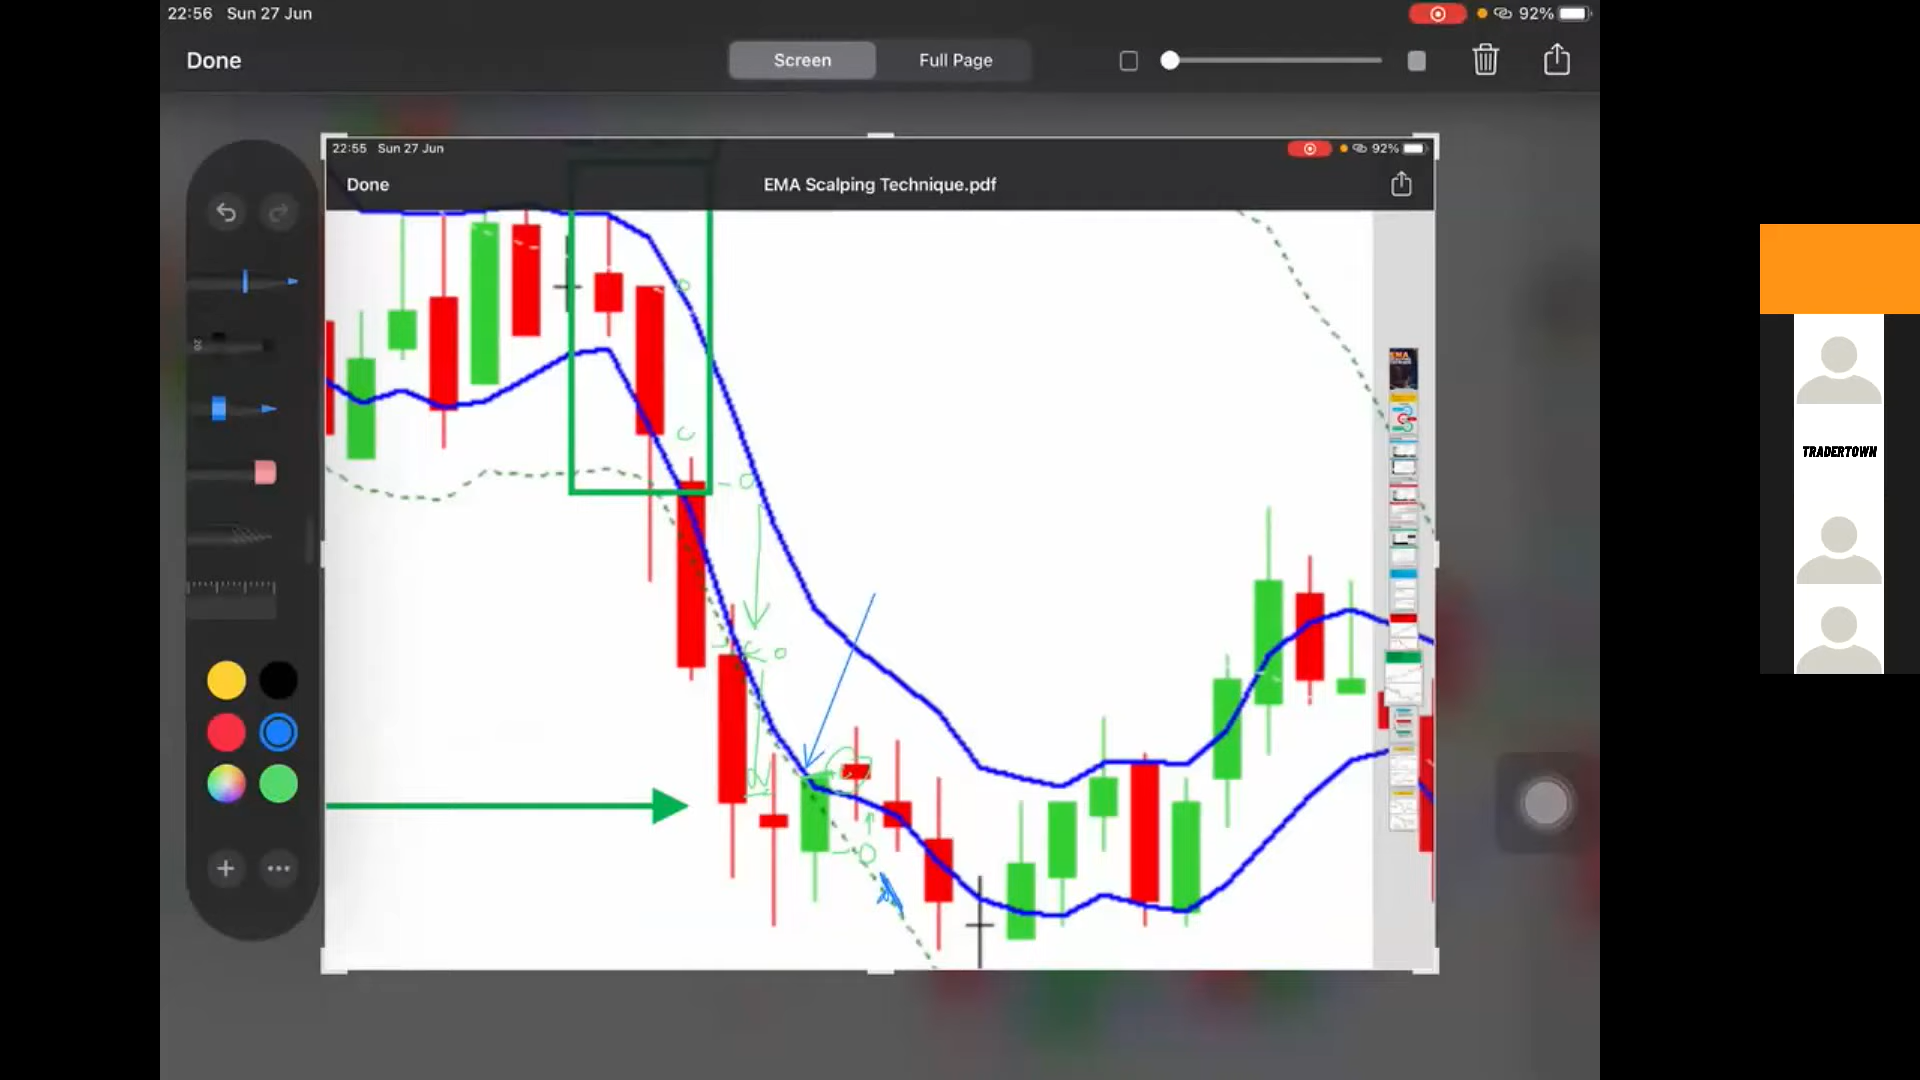 22:56 Sun 27 Jun
92%
Done
Screen
Full Page
22:55 Sun 27 Jun
92%
Done
EMA Scalping Technique.pdf
20
TRADERTOWN